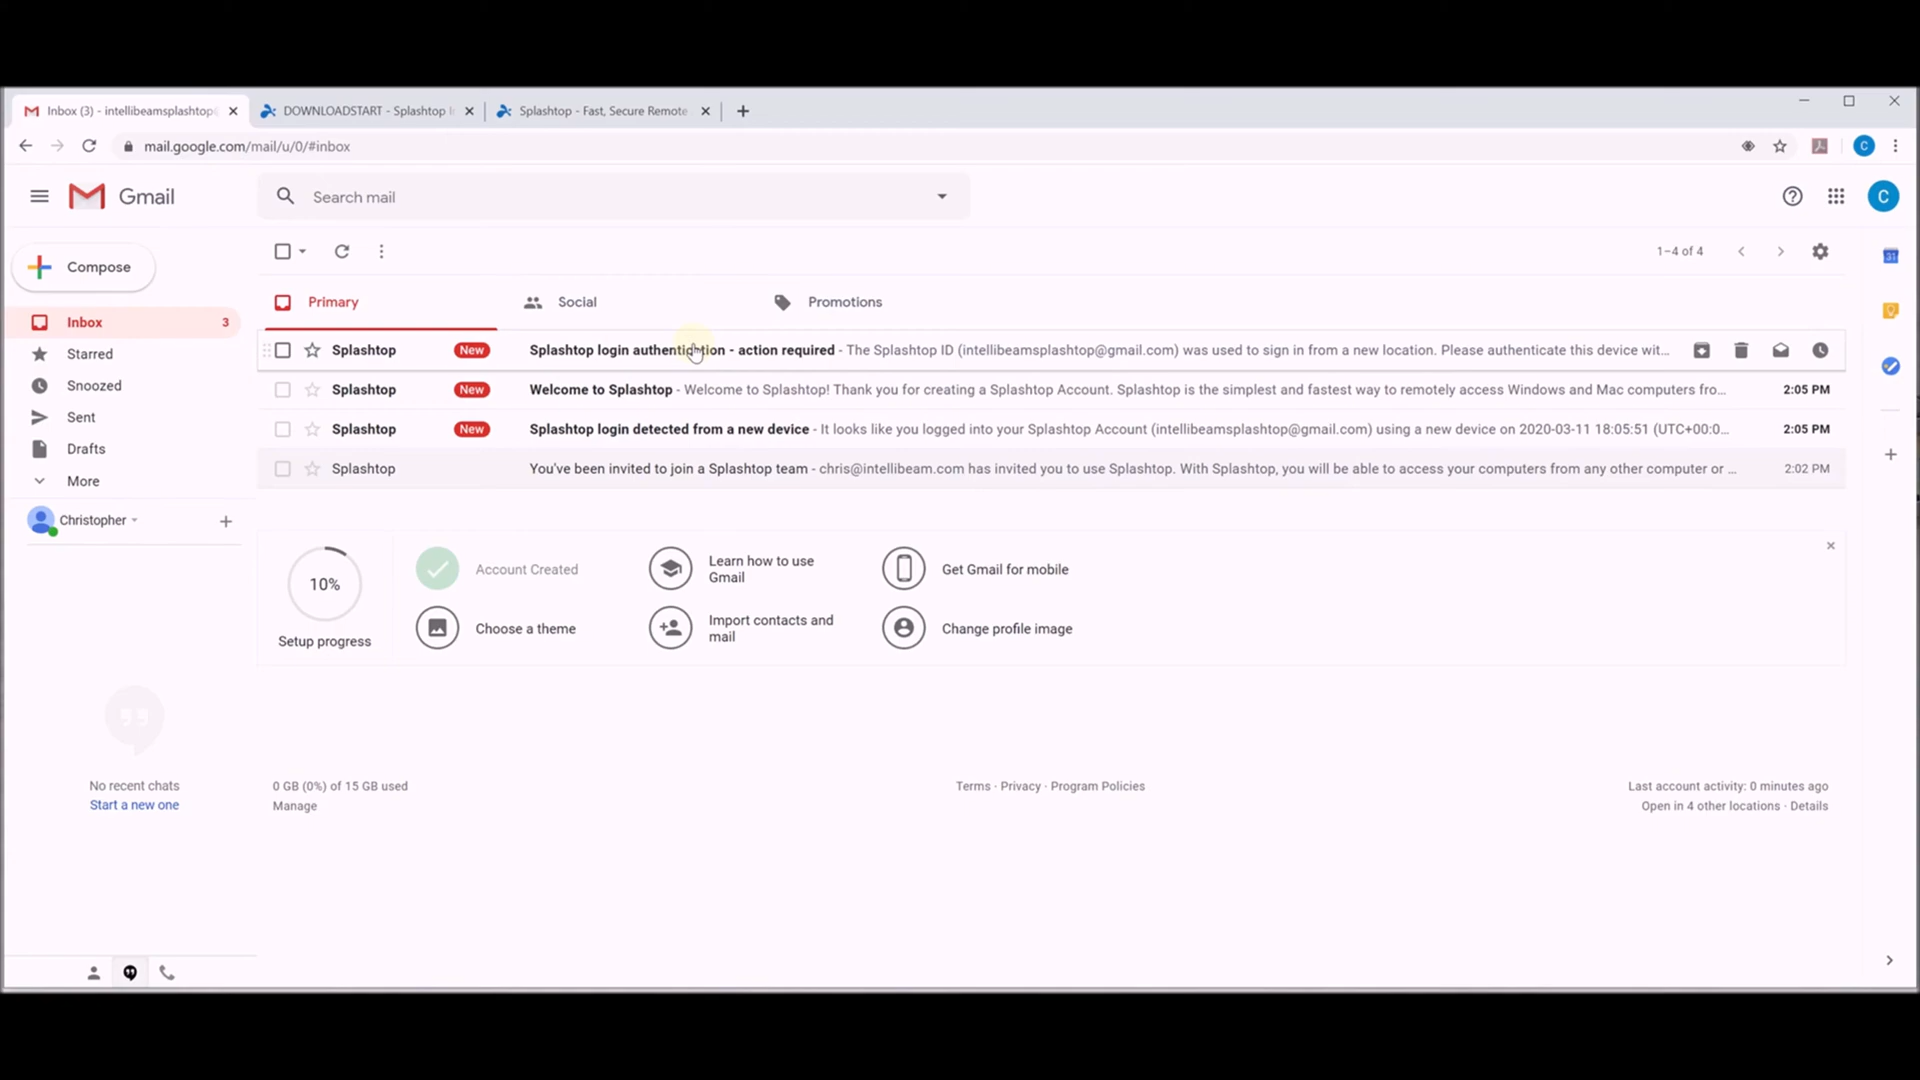 Inbox (3) - intellibeamsplashtop@
DOWNLOADSTART - Splashtop I
Splashtop - Fast, Secure Remote
mail.google.com/mail/u/0/#inbox
C
Gmail
Search mail
C
Compose
1–4 of 4
31
Primary
Social
Promotions
Inbox 3
Splashtop New Splashtop login authentication - action required - The Splashtop ID (intellibeamsplashtop@gmail.com) was used to sign in from a new location. Please authenticate this device wit...
Starred
Splashtop New Welcome to Splashtop - Welcome to Splashtop! Thank you for creating a Splashtop Account. Splashtop is the simplest and fastest way to remotely access Windows and Mac computers fro... 2:05 PM
Snoozed
Sent
Splashtop New Splashtop login detected from a new device - It looks like you logged into your Splashtop Account (intellibeamsplashtop@gmail.com) using a new device on 2020-03-11 18:05:51 (UTC+00:0... 2:05 PM
Drafts
Splashtop You've been invited to join a Splashtop team - chris@intellibeam.com has invited you to use Splashtop. With Splashtop, you will be able to access your computers from any other computer or ... 2:02 PM
More
Christopher
10%
Setup progress
Account Created
Learn how to use
Gmail
Get Gmail for mobile
Choose a theme
Import contacts and
mail
Change profile image
No recent chats
Start a new one
0 GB (0%) of 15 GB used
Manage
Terms · Privacy · Program Policies
Last account activity: 0 minutes ago
Open in 4 other locations · Details